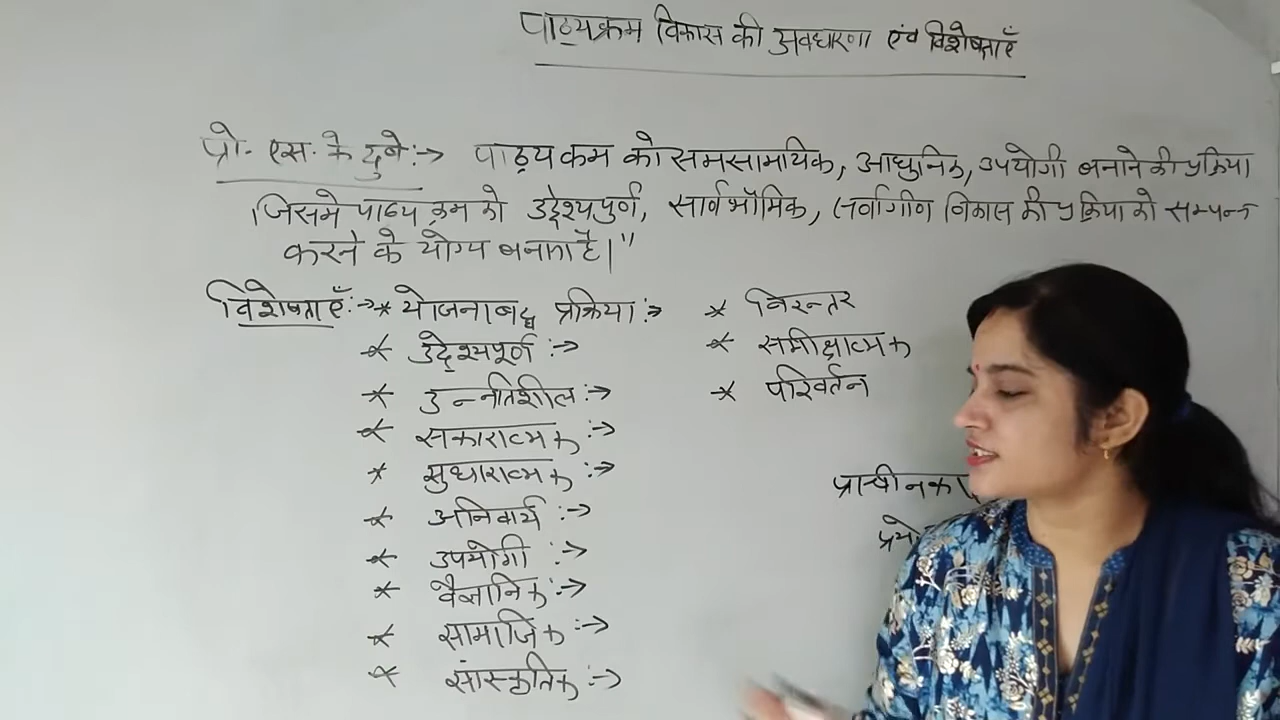 पाठ्यक्रम विकास की अवधारणा एवं विशेषताएँ
प्रो. एस. के दुबे :→ पाठ्यक्रम को समसामयिक, आधुनिक, उपयोगी बनाने की प्रक्रिया
जिसमे पाठ्य क्रम को उद्देश्यपुर्ण, सार्वभौमिक, सर्वागीण विकास की प्रक्रिया को सम्पन्न
करने के योग्य बनाता है।"
विशेषताएँ :→ * योजनाबद्ध प्रक्रिया :→
* उद्देश्यपूर्ण :→
* उन्नतिशील :→
* सकारात्मक :→
* सुधारात्मक :→
* अनिवार्य :→
* उपयोगी :→
* वैज्ञानिक :→
* सामाजिक :→
* सांस्कृतिक :→
* निरन्तर
* समीक्षात्मक
* परिवर्तन